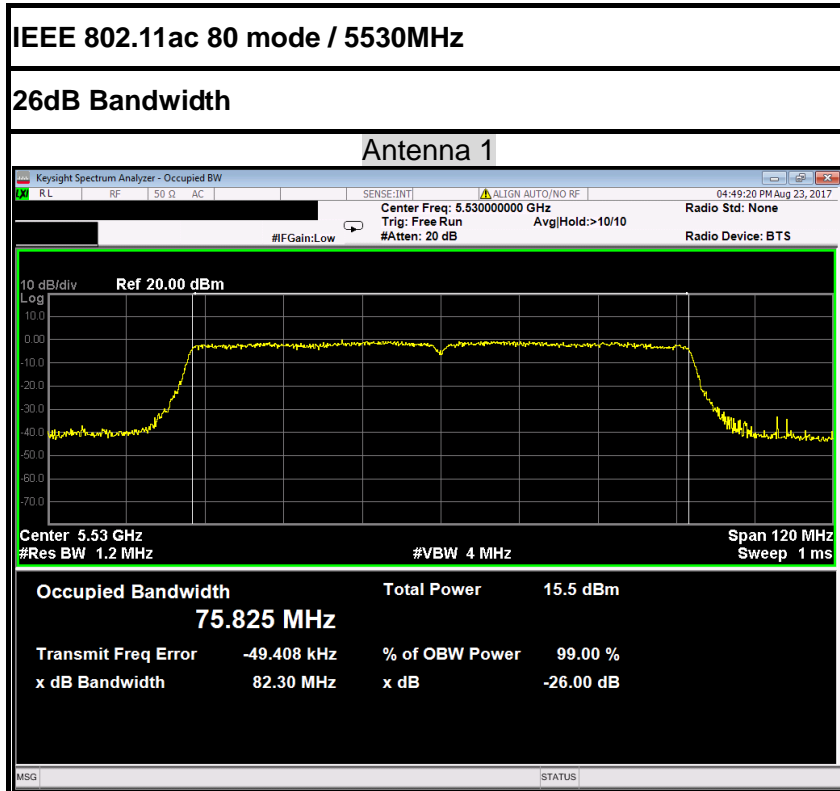 IEEE 802.11ac 80 mode / 5530MHz
26dB Bandwidth
Antenna 1
Keysight Spectrum Analyzer - Occupied BW
LXI RL RF 50 Ω AC SENSE:INT ALIGN AUTO/NO RF 04:49:20 PM Aug 23, 2017
Center Freq: 5.530000000 GHz Radio Std: None
Trig: Free Run Avg|Hold:>10/10
#IFGain:Low #Atten: 20 dB Radio Device: BTS
10 dB/div Ref 20.00 dBm
Log
10.0
0.00
-10.0
-20.0
-30.0
-40.0
-50.0
-60.0
-70.0
Center 5.53 GHz Span 120 MHz
#Res BW 1.2 MHz #VBW 4 MHz Sweep 1 ms
Occupied Bandwidth Total Power 15.5 dBm
75.825 MHz
Transmit Freq Error -49.408 kHz % of OBW Power 99.00 %
x dB Bandwidth 82.30 MHz x dB -26.00 dB
MSG STATUS